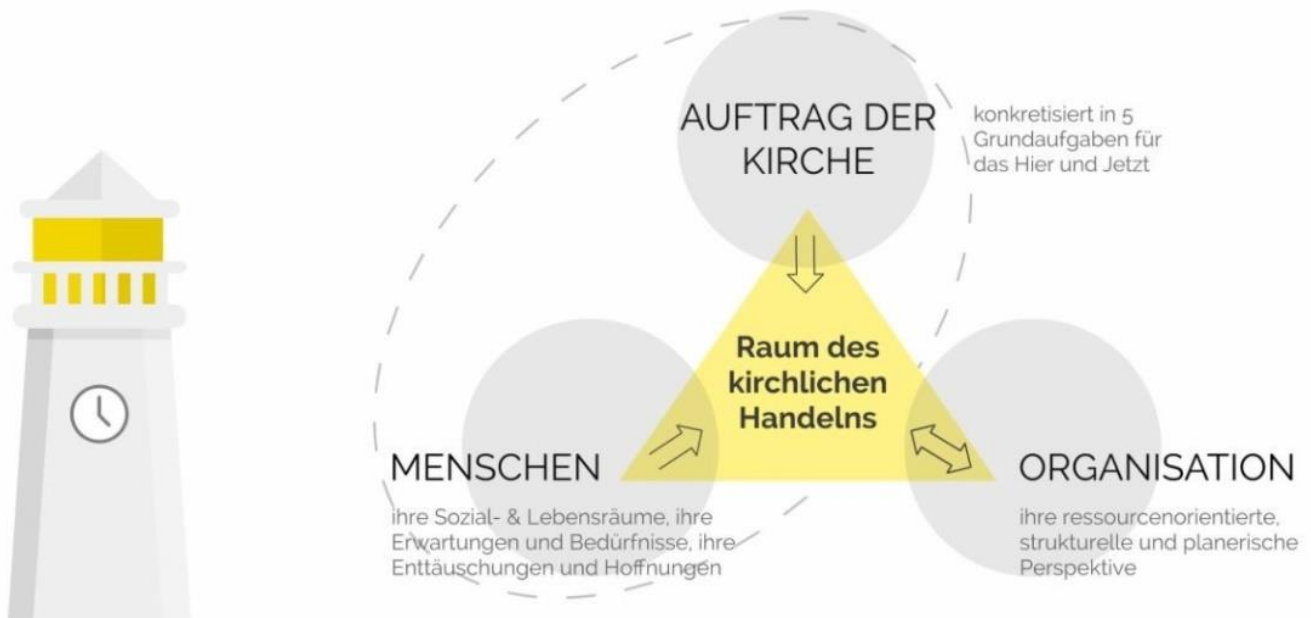 AUFTRAG DER
KIRCHE
konkretisiert in 5
Grundaufgaben für
das Hier und Jetzt
Raum des
kirchlichen
Handelns
MENSCHEN
ihre Sozial- & Lebensräume, ihre
Erwartungen und Bedürfnisse, ihre
Enttäuschungen und Hoffnungen
ORGANISATION
ihre ressourcenorientierte,
strukturelle und planerische
Perspektive